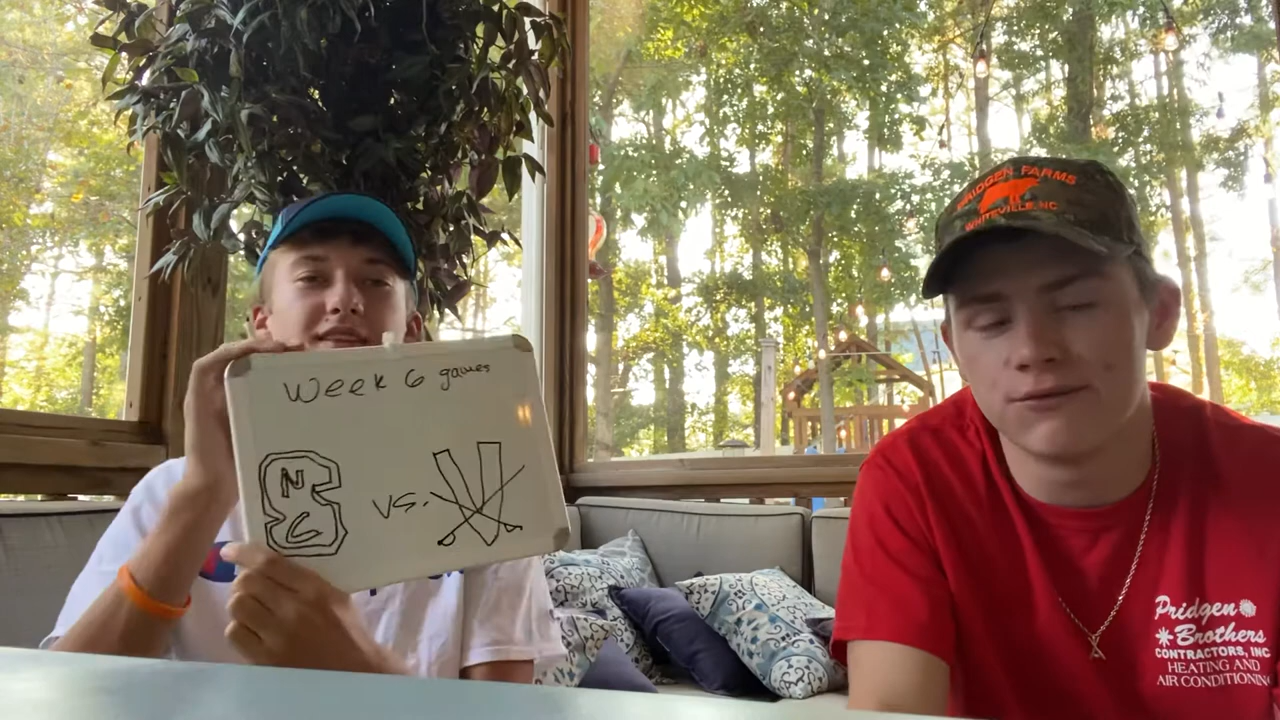 Week 6 games
NC
S
vs.
V
PRIDGEN FARMS
WHITEVILLE, NC
Pridgen
Brothers
CONTRACTORS, INC
HEATING AND
AIR CONDITIONING